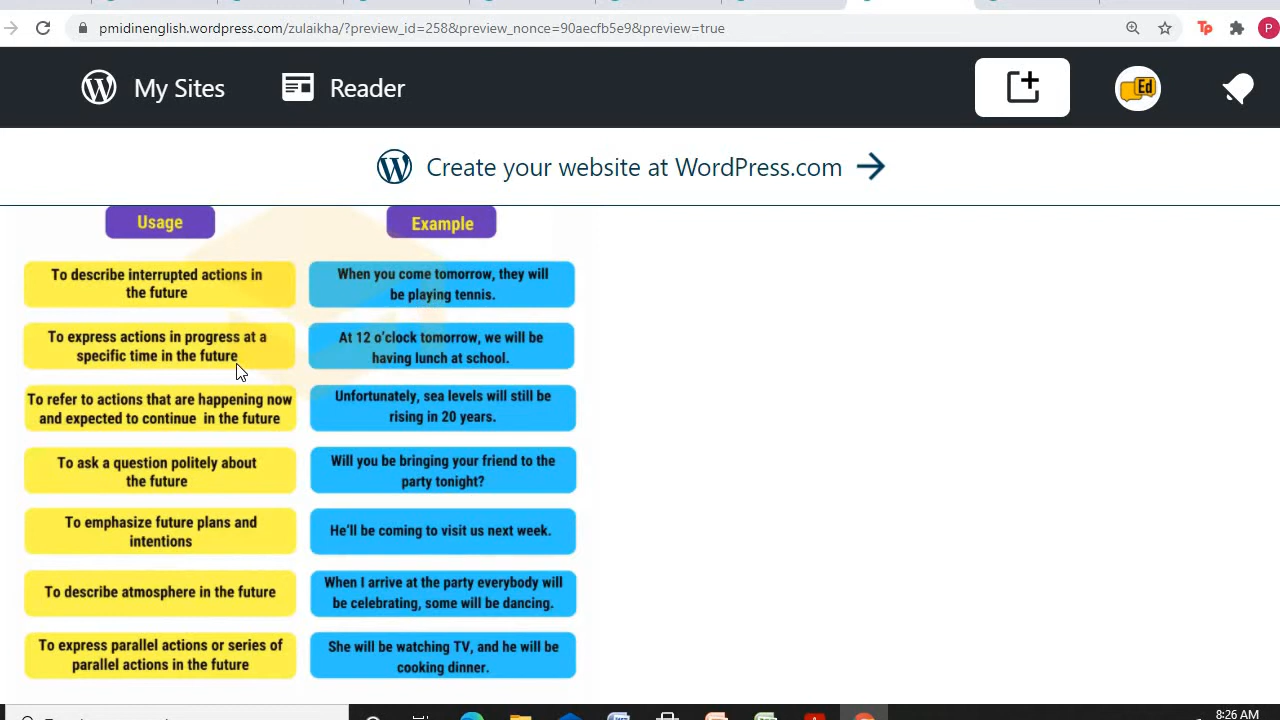 pmidinenglish.wordpress.com/zulaikha/?preview_id=258&preview_nonce=90aecfb5e9&preview=true
Tp
P
My Sites
Reader
Ed
Create your website at WordPress.com
Usage
Example
To describe interrupted actions in
the future
When you come tomorrow, they will
be playing tennis.
To express actions in progress at a
specific time in the future
At 12 o'clock tomorrow, we will be
having lunch at school.
To refer to actions that are happening now
and expected to continue in the future
Unfortunately, sea levels will still be
rising in 20 years.
To ask a question politely about
the future
Will you be bringing your friend to the
party tonight?
To emphasize future plans and
intentions
He'll be coming to visit us next week.
To describe atmosphere in the future
When I arrive at the party everybody will
be celebrating, some will be dancing.
To express parallel actions or series of
parallel actions in the future
She will be watching TV, and he will be
cooking dinner.
8:26 AM